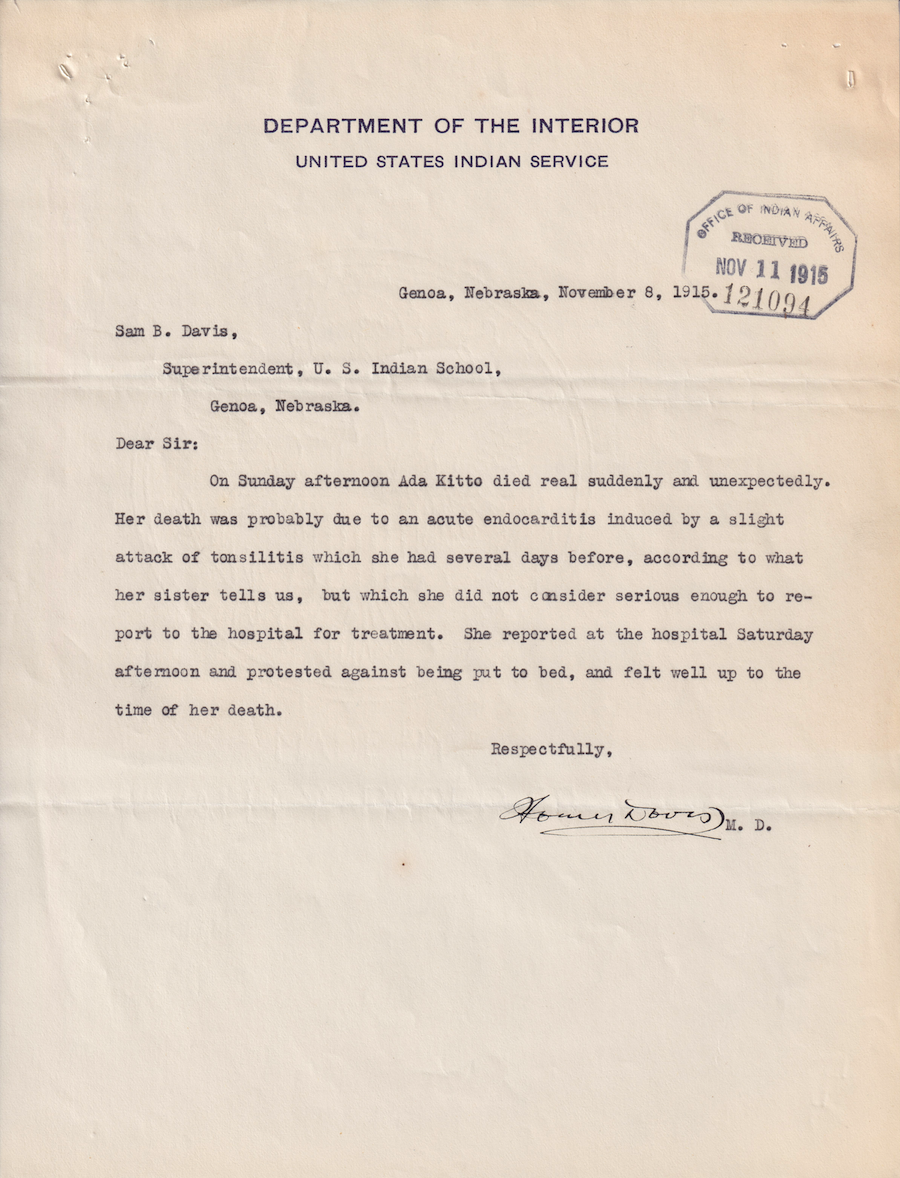 DEPARTMENT OF THE INTERIOR
UNITED STATES INDIAN SERVICE
OFFICE OF INDIAN AFFAIRS
RECEIVED
NOV 11 1915
121094
Genoa, Nebraska, November 8, 1915.
Sam B. Davis,
Superintendent, U. S. Indian School,
Genoa, Nebraska.
Dear Sir:
On Sunday afternoon Ada Kitto died real suddenly and unexpectedly.
Her death was probably due to an acute endocarditis induced by a slight
attack of tonsilitis which she had several days before, according to what
her sister tells us, but which she did not consider serious enough to re-
port to the hospital for treatment. She reported at the hospital Saturday
afternoon and protested against being put to bed, and felt well up to the
time of her death.
Respectfully,
Homer Davis M. D.